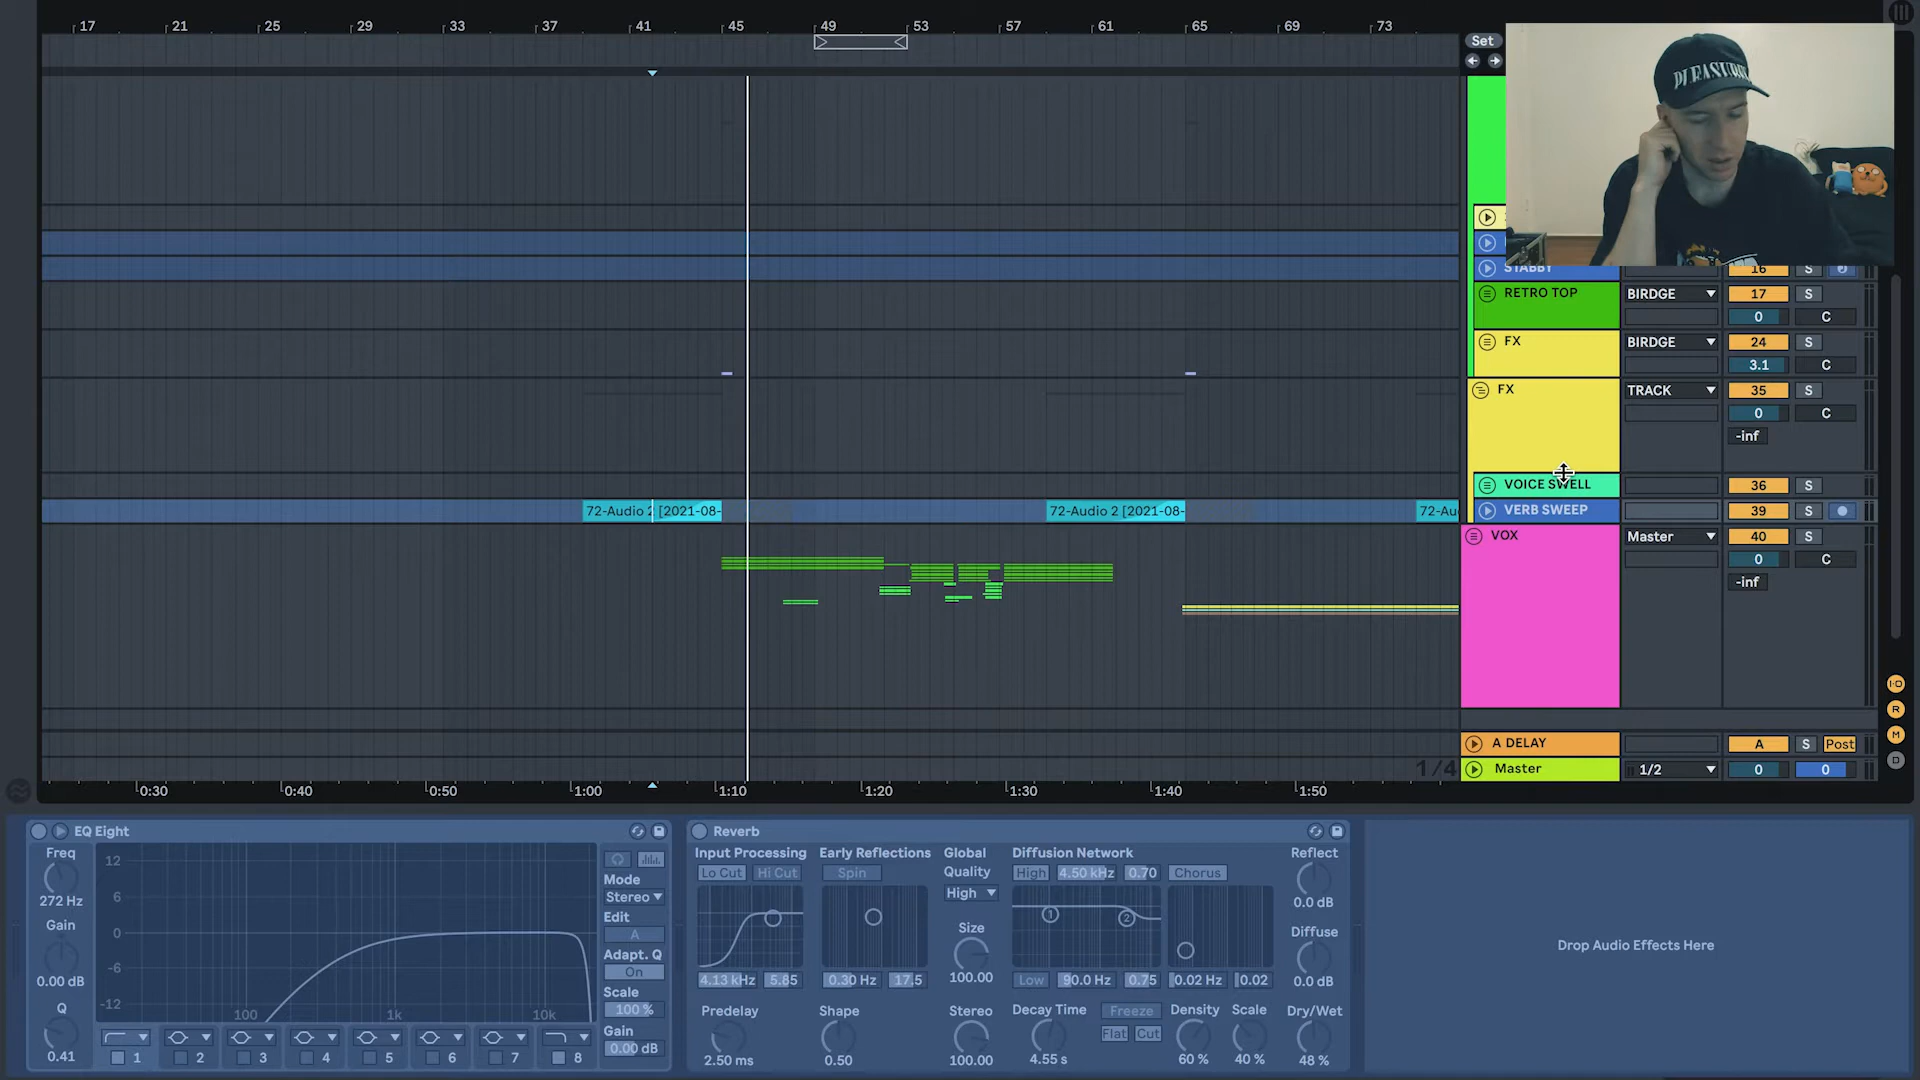 17 21 25 29 33 37 41 45 49 53 57 61 65 69 73
Set
PLEASURES
STABBY 16 S
RETRO TOP BIRDGE 17 S
0 C
FX BIRDGE 24 S
3.1 C
FX TRACK 35 S
0 C
-inf
VOICE SWELL 36 S
72-Audio 2 [2021-08- 72-Audio 2 [2021-08- 72-Au VERB SWEEP 39 S
VOX Master 40 S
0 C
-inf
I·O
R
M
D
A DELAY A S Post
1/4 Master 1/2 0 0
0:30 0:40 0:50 1:00 1:10 1:20 1:30 1:40 1:50
EQ Eight
Freq
272 Hz
Gain
0.00 dB
Q
0.41
12
6
0
-6
-12
100 1k 10k
1 2 3 4 5 6 7 8
Mode
Stereo
Edit
A
Adapt. Q
On
Scale
100 %
Gain
0.00 dB
Reverb
Input Processing
Lo Cut Hi Cut
4.13 kHz 5.85
Predelay
2.50 ms
Early Reflections
Spin
0.30 Hz 17.5
Shape
0.50
Global
Quality
High
Size
100.00
Stereo
100.00
Diffusion Network
High 4.50 kHz 0.70 Chorus
1 2
Low 90.0 Hz 0.75 0.02 Hz 0.02
Decay Time
4.55 s
Freeze
Flat Cut
Density
60 %
Scale
40 %
Reflect
0.0 dB
Diffuse
0.0 dB
Dry/Wet
48 %
Drop Audio Effects Here